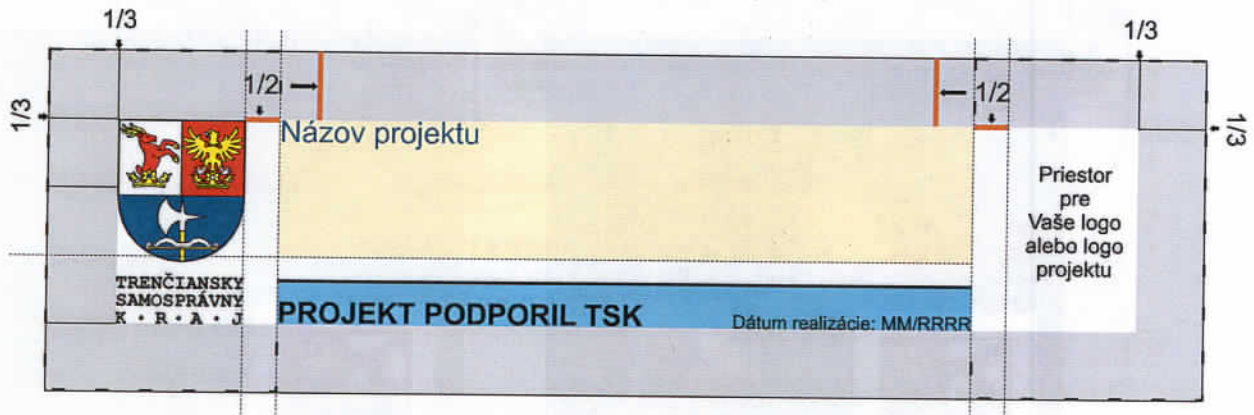 1/3
1/3
1/2
1/2
1/3
1/3
Názov projektu
Priestor
pre
Vaše logo
alebo logo
projektu
TRENČIANSKY
SAMOSPRÁVNY
K · R · A · J
PROJEKT PODPORIL TSK
Dátum realizácie: MM/RRRR